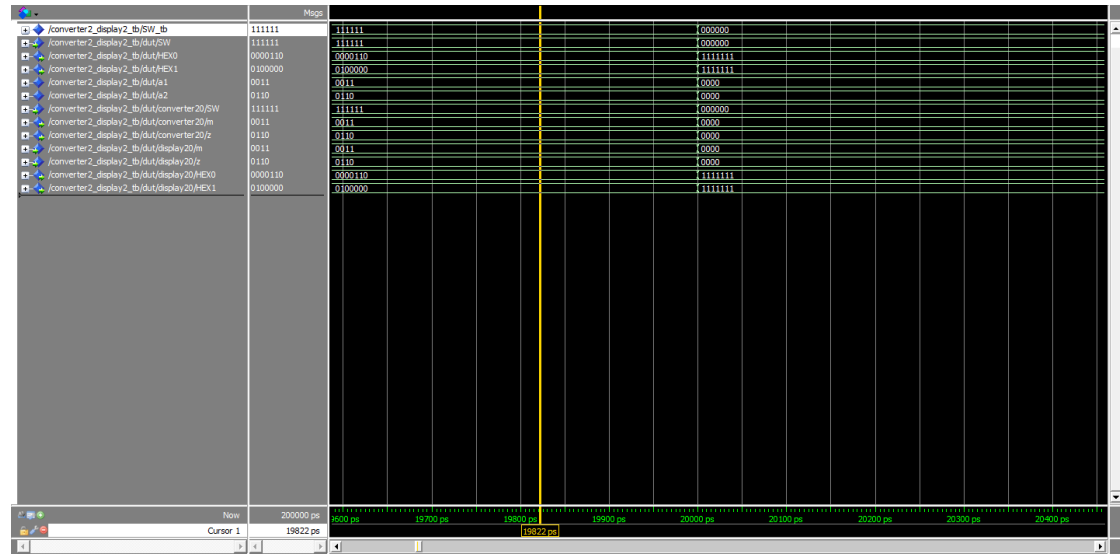 Msgs
/converter2_display2_tb/SW_tb 111111 111111 000000
/converter2_display2_tb/dut/SW 111111 111111 000000
/converter2_display2_tb/dut/HEX0 0000110 0000110 1111111
/converter2_display2_tb/dut/HEX1 0100000 0100000 1111111
/converter2_display2_tb/dut/a1 0011 0011 0000
/converter2_display2_tb/dut/a2 0110 0110 0000
/converter2_display2_tb/dut/converter20/SW 111111 111111 000000
/converter2_display2_tb/dut/converter20/m 0011 0011 0000
/converter2_display2_tb/dut/converter20/z 0110 0110 0000
/converter2_display2_tb/dut/display20/m 0011 0011 0000
/converter2_display2_tb/dut/display20/z 0110 0110 0000
/converter2_display2_tb/dut/display20/HEX0 0000110 0000110 1111111
/converter2_display2_tb/dut/display20/HEX1 0100000 0100000 1111111
Now 200000 ps 19700 ps 19800 ps 19900 ps 20000 ps 20100 ps 20200 ps 20300 ps 20400 ps
Cursor 1 19822 ps 19822 ps